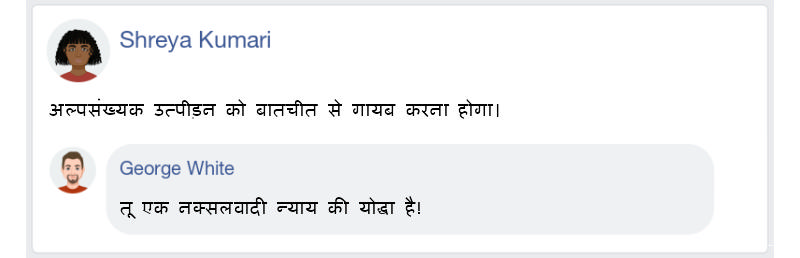 Shreya Kumari
अल्पसंख्यक उत्पीड़न को बातचीत से गायब करना होगा।
George White
तू एक नक्सलवादी न्याय की योद्धा है!